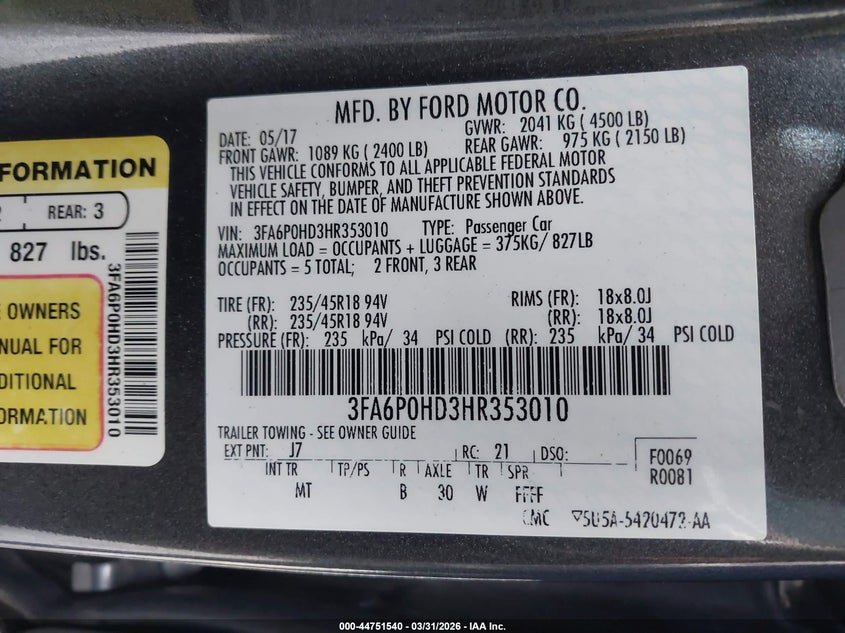 FORMATION
REAR: 3
827 lbs.
E OWNERS
NUAL FOR
DITIONAL
ORMATION
3FA6P0HD3HR353010
MFD. BY FORD MOTOR CO.
DATE: 05/17 GVWR: 2041 KG ( 4500 LB)
FRONT GAWR: 1089 KG ( 2400 LB) REAR GAWR: 975 KG ( 2150 LB)
THIS VEHICLE CONFORMS TO ALL APPLICABLE FEDERAL MOTOR
VEHICLE SAFETY, BUMPER, AND THEFT PREVENTION STANDARDS
IN EFFECT ON THE DATE OF MANUFACTURE SHOWN ABOVE.
VIN: 3FA6P0HD3HR353010 TYPE: Passenger Car
MAXIMUM LOAD = OCCUPANTS + LUGGAGE = 375KG/ 827LB
OCCUPANTS = 5 TOTAL; 2 FRONT, 3 REAR
TIRE (FR): 235/45R18 94V RIMS (FR): 18x8.0J
(RR): 235/45R18 94V (RR): 18x8.0J
PRESSURE (FR): 235 kPa/ 34 PSI COLD (RR): 235 kPa/ 34 PSI COLD
3FA6P0HD3HR353010
TRAILER TOWING - SEE OWNER GUIDE
EXT PNT: J7 RC: 21 DSO: F0069
INT TR TP/PS R AXLE TR SPR R0081
MT B 30 W FFFF
CMC 5U5A-5420472-AA
000-44751540 - 03/31/2026 - IAA Inc.